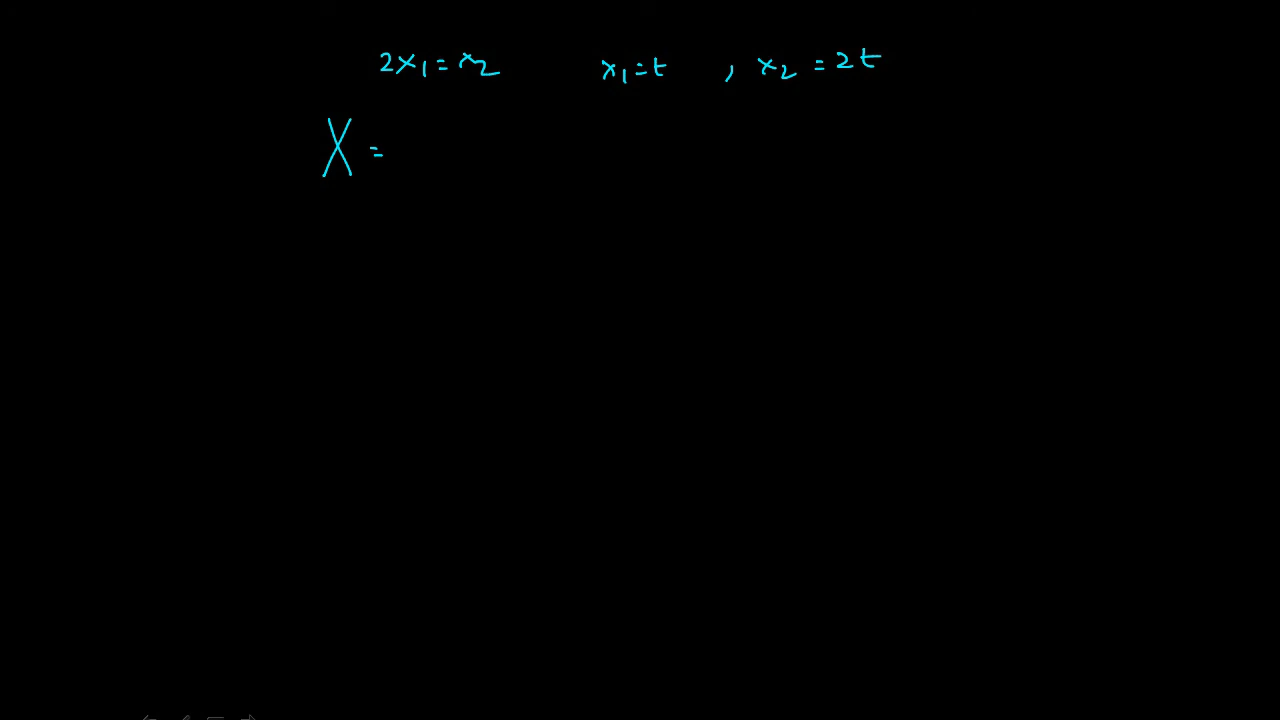 2x₁=x₂ x₁=t , x₂=2t
X=